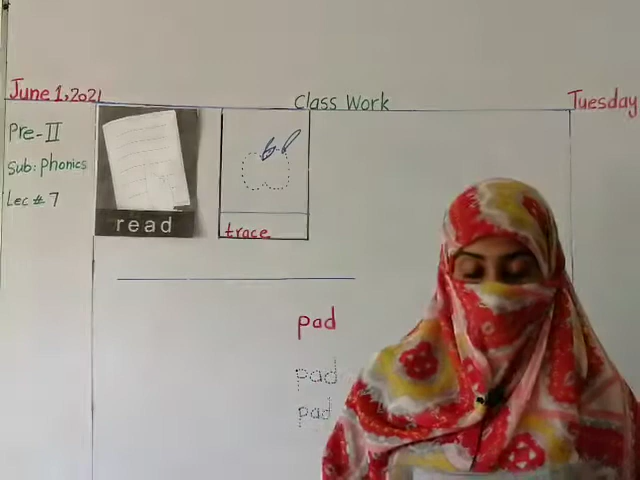 June 1, 2021
Class Work
Tuesday
Pre-II
Sub: Phonics
Lec # 7
read
trace
pad
pad
pad